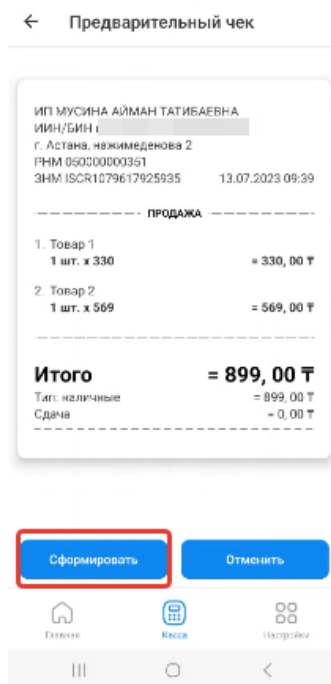 Предварительный чек
ИП МУСИНА АЙМАН ТАТИБАЕВНА
ИИН/БИН
г. Астана, нажимеденова 2
РНМ 050000000351
ЗНМ ISCR1079617925935 13.07.2023 09:39
ПРОДАЖА
1. Товар 1
1 шт. x 330 = 330, 00 ₸
2. Товар 2
1 шт. x 569 = 569, 00 ₸
Итого = 899, 00 ₸
Тип: наличные = 899, 00 ₸
Сдача = 0, 00 ₸
Сформировать Отменить
Главная Касса Настройки